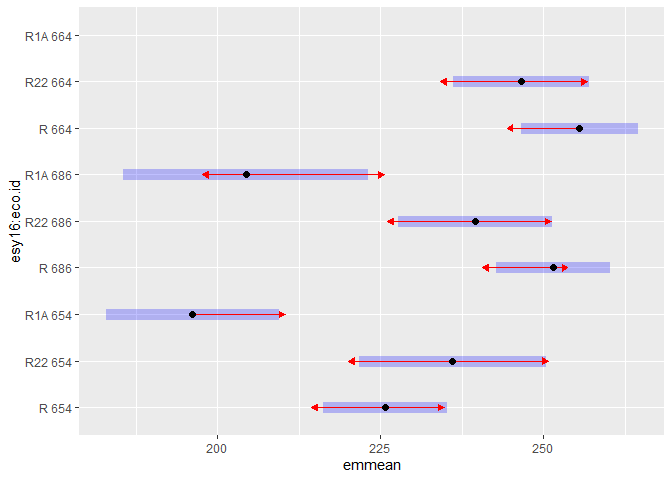 R1A 664
R22 664
R 664
R1A 686
R22 686
R 686
R1A 654
R22 654
R 654
esy16:eco.id
200 225 250
emmean